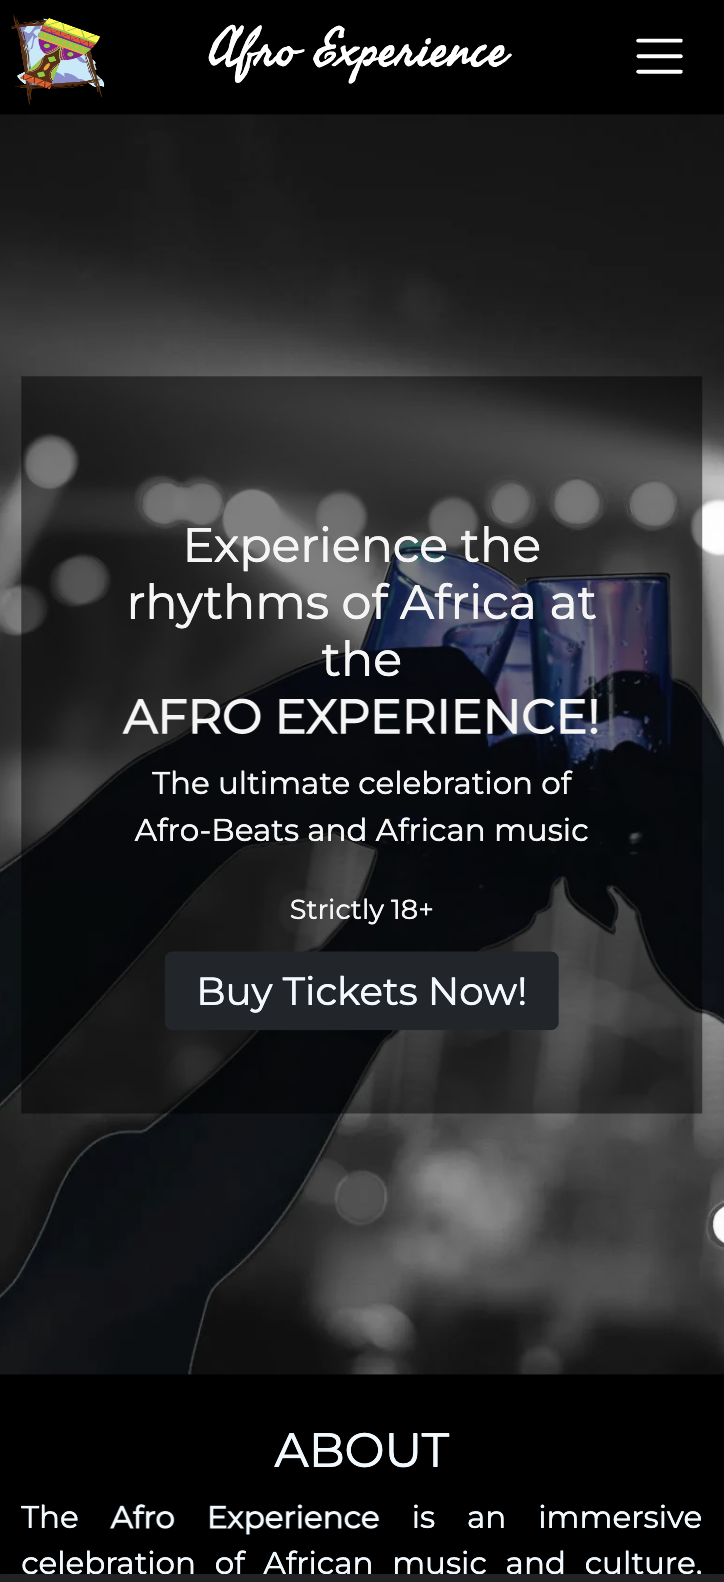 Afro Experience
Experience the
rhythms of Africa at
the
AFRO EXPERIENCE!
The ultimate celebration of
Afro-Beats and African music
Strictly 18+
Buy Tickets Now!
ABOUT
The Afro Experience is an immersive
celebration of African music and culture.